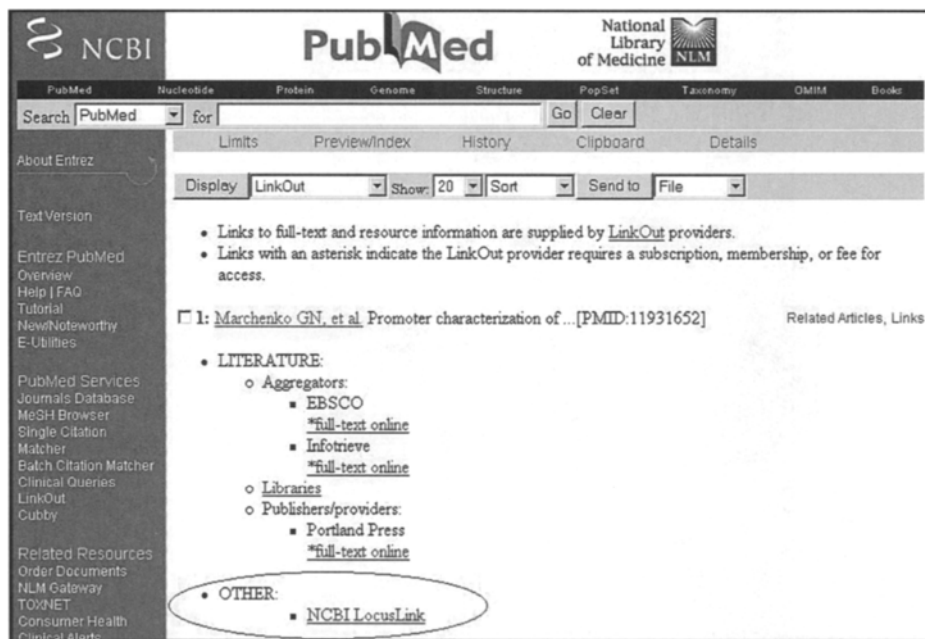 NCBI
PubMed
National
Library
of Medicine
NLM
PubMed Nucleotide Protein Genome Structure PopSet Taxonomy OMIM Books
Search PubMed for Go Clear
Limits Preview/Index History Clipboard Details
About Entrez
Display LinkOut Show: 20 Sort Send to File
Text Version
• Links to full-text and resource information are supplied by LinkOut providers.
• Links with an asterisk indicate the LinkOut provider requires a subscription, membership, or fee for
access.
Entrez PubMed
Overview
Help | FAQ
Tutorial
New/Noteworthy
E-Utilities
1: Marchenko GN, et al. Promoter characterization of ...[PMID:11931652] Related Articles, Links
PubMed Services
Journals Database
MeSH Browser
Single Citation
Matcher
Batch Citation Matcher
Clinical Queries
LinkOut
Cubby
• LITERATURE:
Aggregators:
EBSCO
*full-text online
Infotrieve
*full-text online
Libraries
Publishers/providers:
Portland Press
*full-text online
Related Resources
Order Documents
NLM Gateway
TOXNET
Consumer Health
Clinical Alerts
• OTHER:
NCBI LocusLink